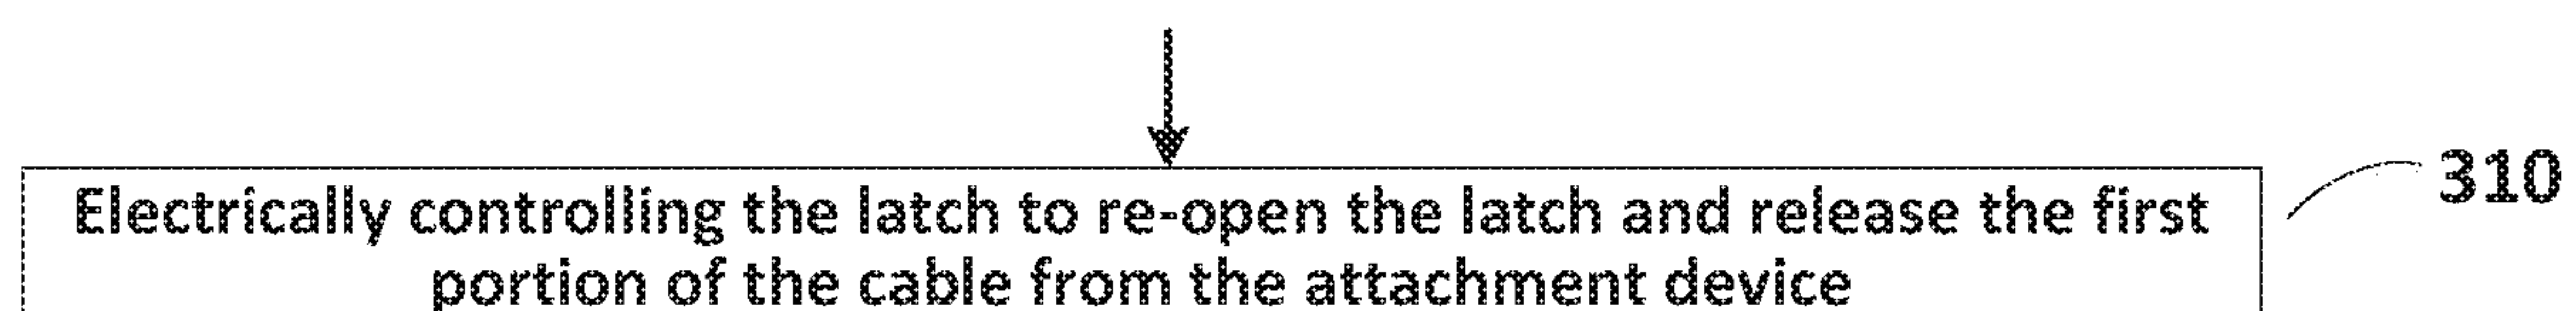 310
Electrically controlling the latch to re-open the latch and release the first
portion of the cable from the attachment device